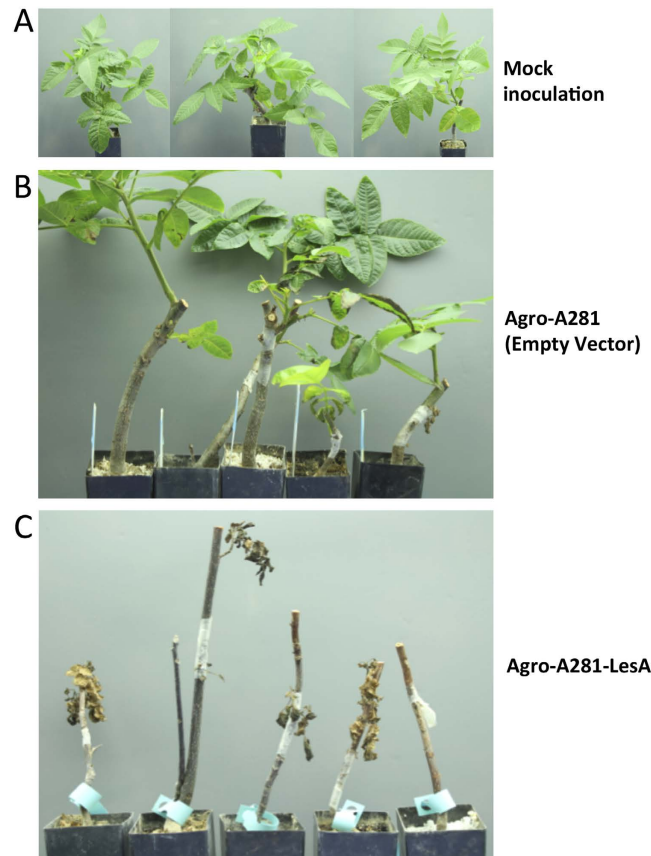 A
Mock
inoculation
B
Agro-A281
(Empty Vector)
C
Agro-A281-LesA